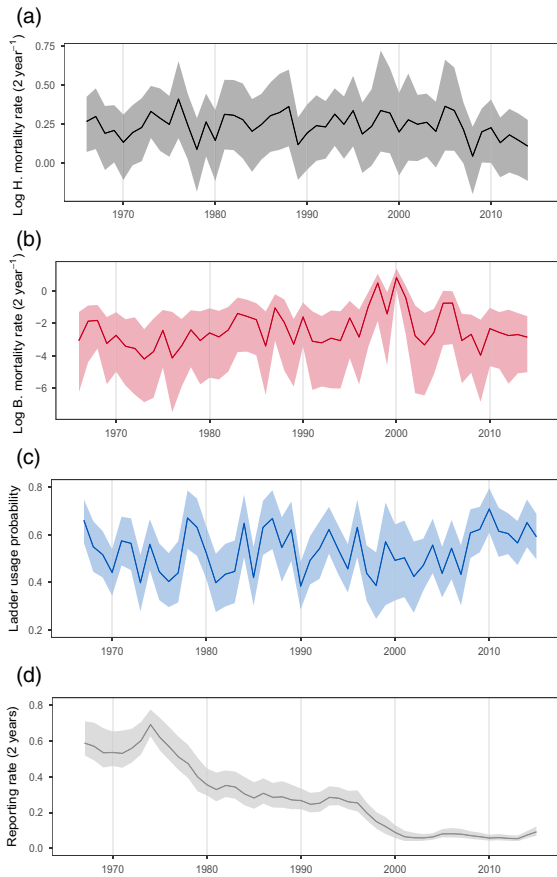 (a)
Log H. mortality rate (2 year⁻¹)
0.75
0.50
0.25
0.00
1970 1980 1990 2000 2010
(b)
Log B. mortality rate (2 year⁻¹)
0
−2
−4
−6
1970 1980 1990 2000 2010
(c)
Ladder usage probability
0.8
0.6
0.4
0.2
1970 1980 1990 2000 2010
(d)
Reporting rate (2 years)
0.8
0.6
0.4
0.2
0.0
1970 1980 1990 2000 2010